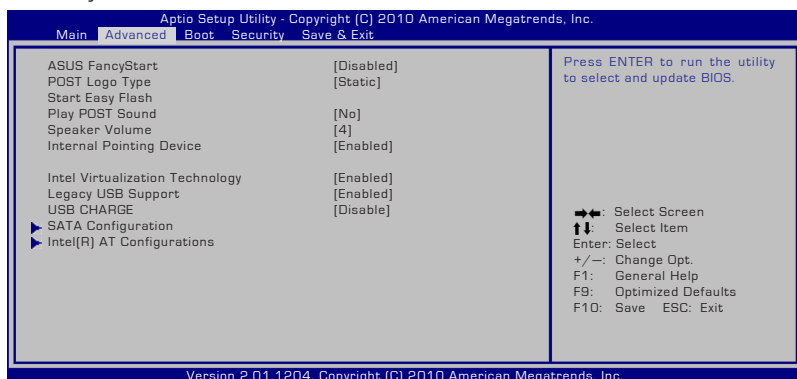 Aptio Setup Utility - Copyright (C) 2010 American Megatrends, Inc.
Main Advanced Boot Security Save & Exit
ASUS FancyStart [Disabled]
POST Logo Type [Static]
Start Easy Flash
Play POST Sound [No]
Speaker Volume [4]
Internal Pointing Device [Enabled]
Intel Virtualization Technology [Enabled]
Legacy USB Support [Enabled]
USB CHARGE [Disable]
SATA Configuration
Intel(R) AT Configurations
Press ENTER to run the utility
to select and update BIOS.
→←: Select Screen
↑↓: Select Item
Enter: Select
+/—: Change Opt.
F1: General Help
F9: Optimized Defaults
F10: Save ESC: Exit
Version 2.01.1204. Copyright (C) 2010 American Megatrends, Inc.